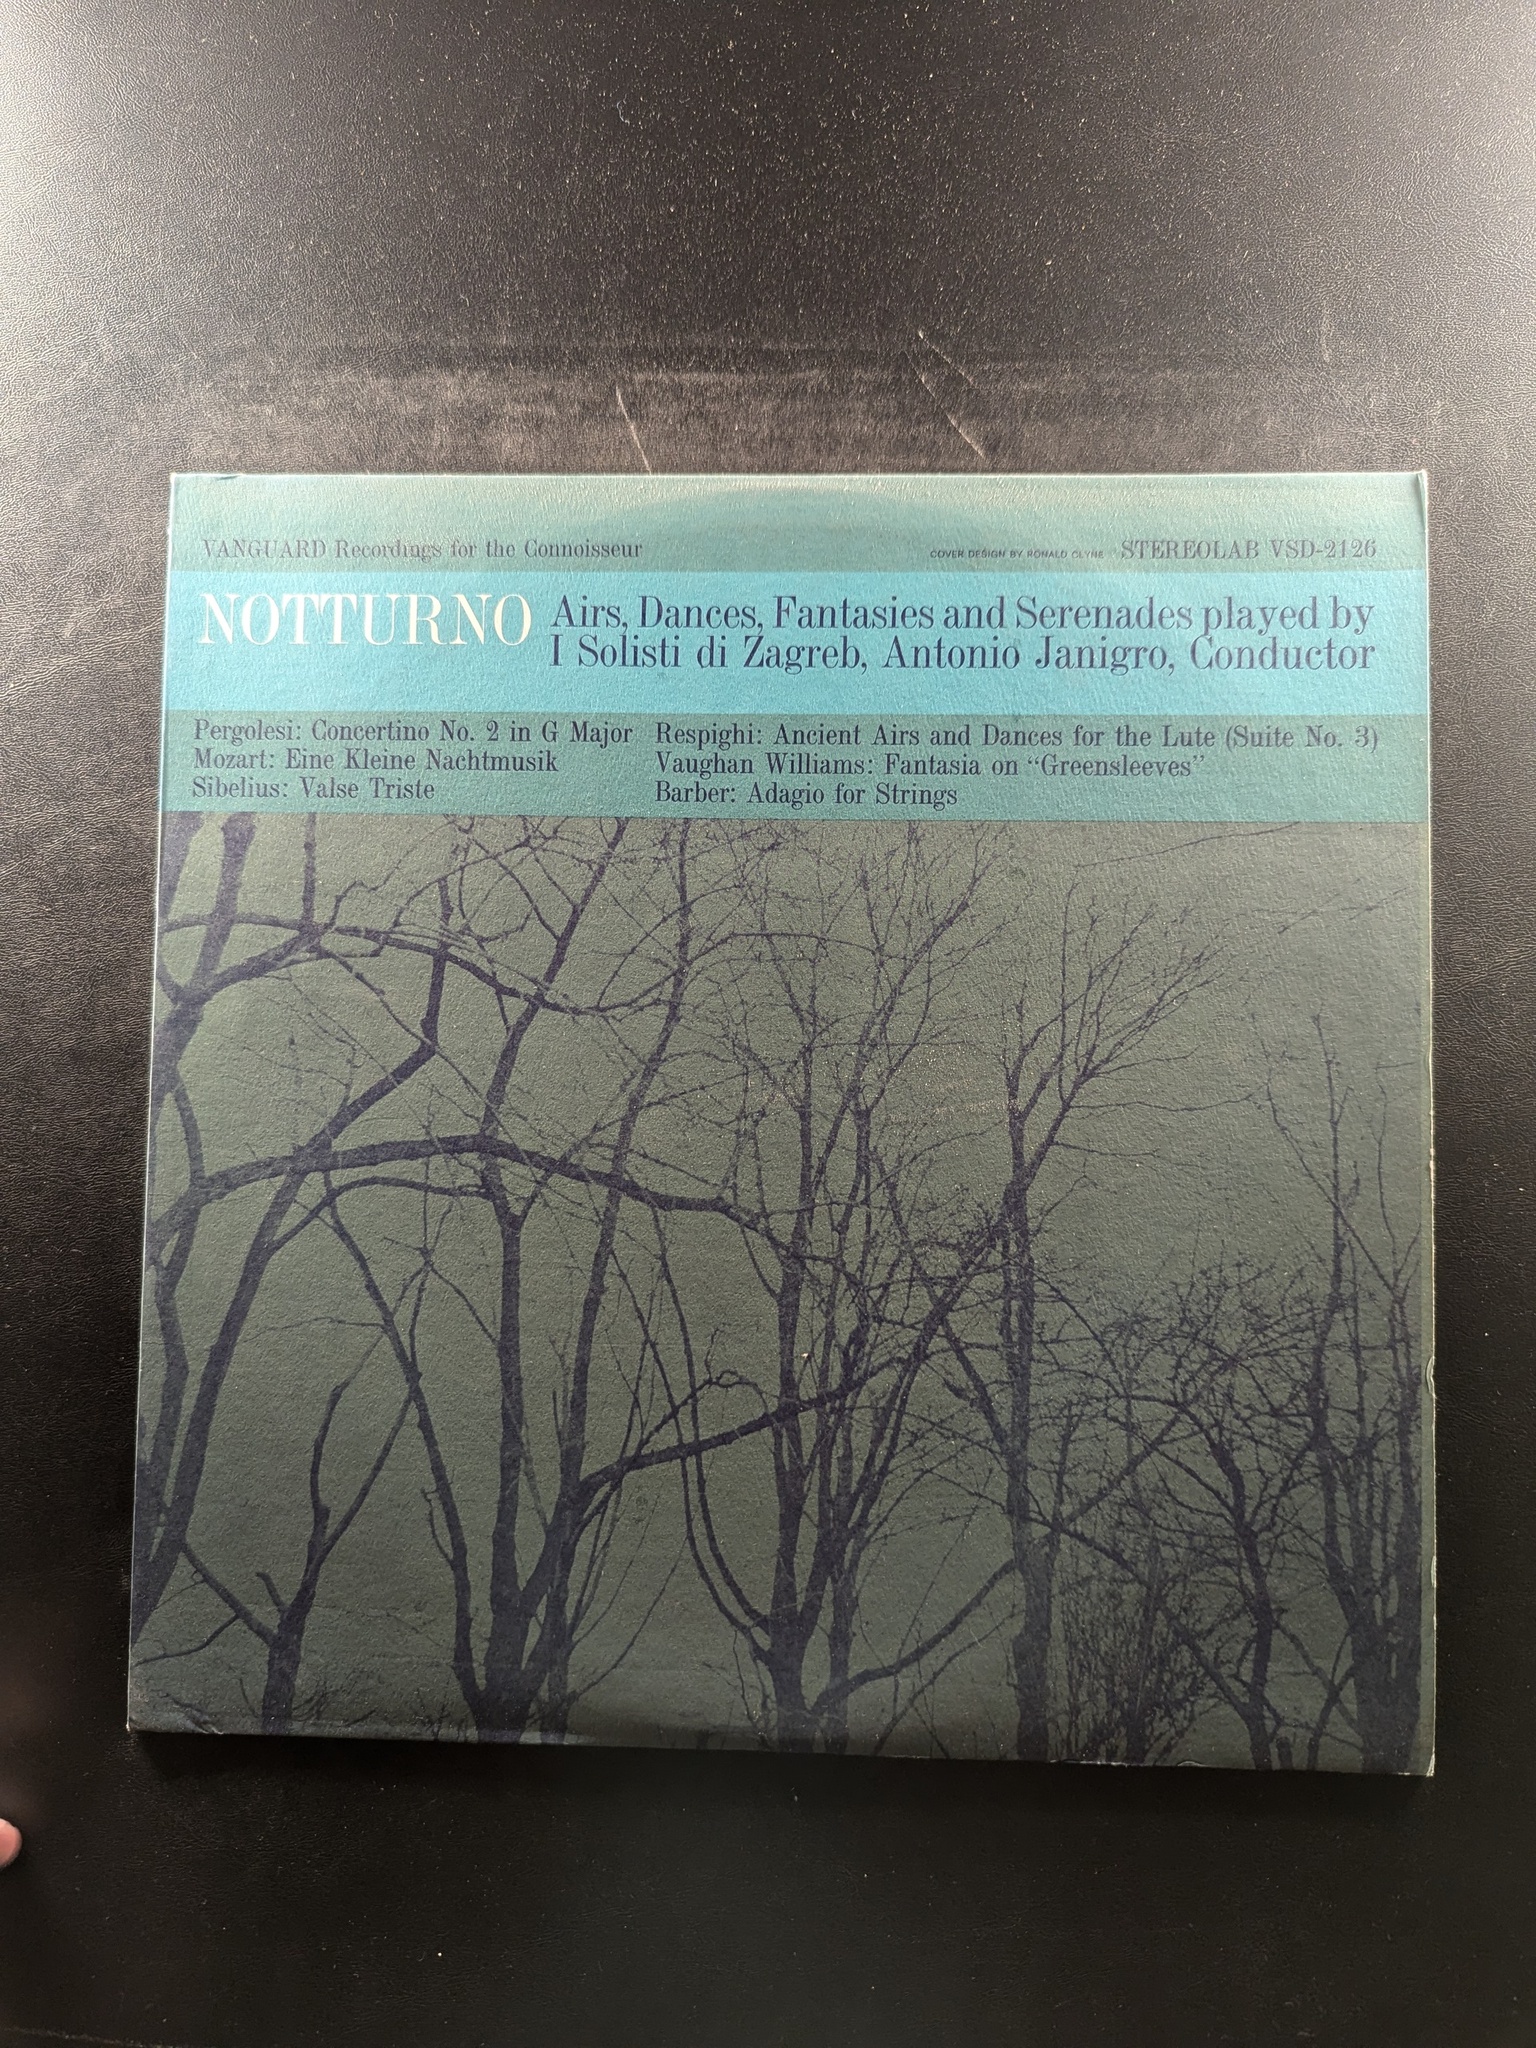 VANGUARD Recordings for the Connoisseur
COVER DESIGN BY RONALD CLYNE STEREOLAB VSD-2126
NOTTURNO
Airs, Dances, Fantasies and Serenades played by
I Solisti di Zagreb, Antonio Janigro, Conductor
Pergolesi: Concertino No. 2 in G Major
Mozart: Eine Kleine Nachtmusik
Sibelius: Valse Triste
Respighi: Ancient Airs and Dances for the Lute (Suite No. 3)
Vaughan Williams: Fantasia on “Greensleeves”
Barber: Adagio for Strings